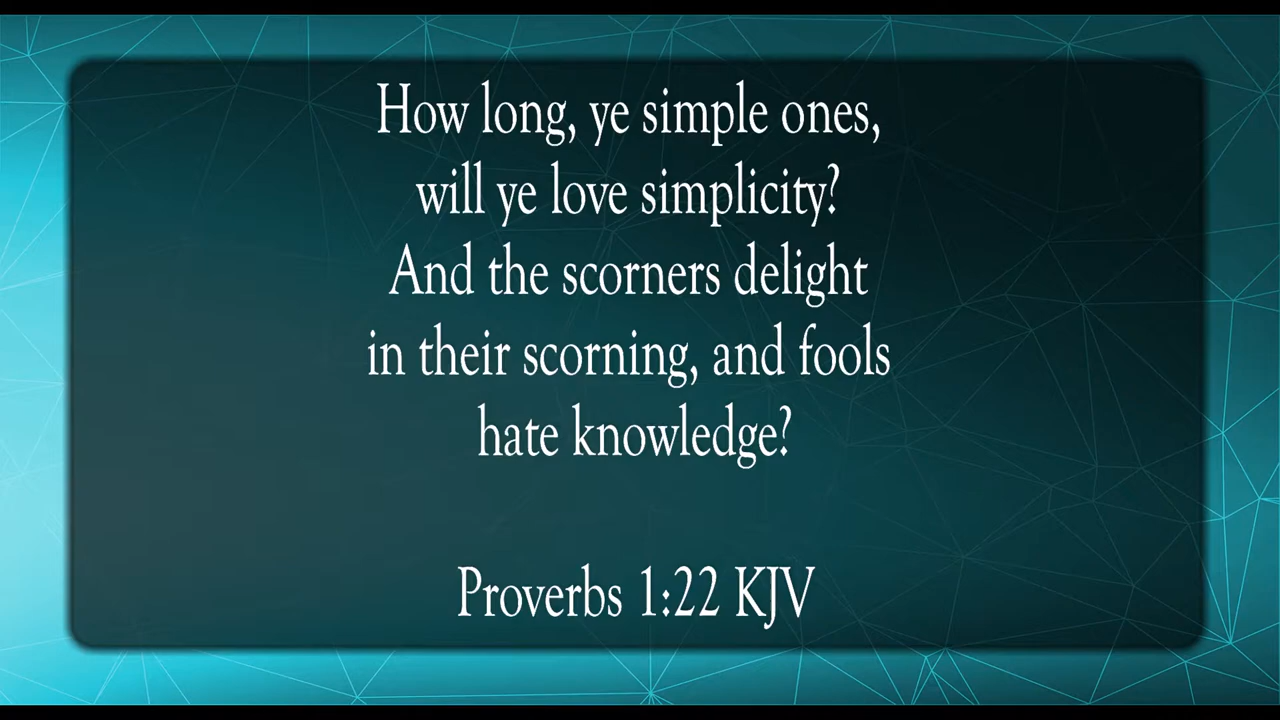 How long, ye simple ones,
will ye love simplicity?
And the scorners delight
in their scorning, and fools
hate knowledge?
Proverbs 1:22 KJV